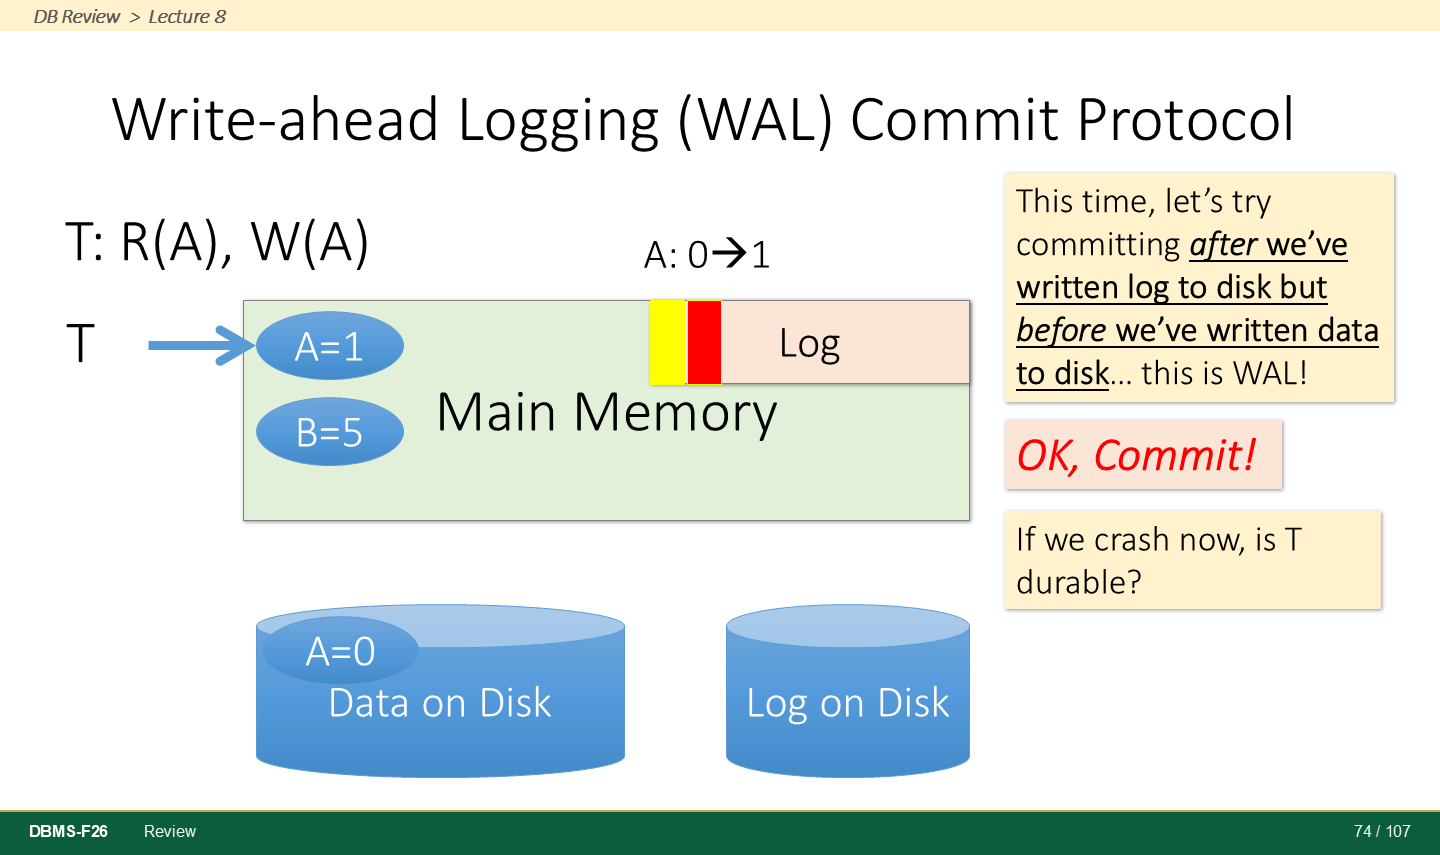 DB Review > Lecture 8
Write-ahead Logging (WAL) Commit Protocol
T: R(A), W(A)
A: 0→1
T
A=1
Log
B=5
Main Memory
A=0
Data on Disk
Log on Disk
This time, let’s try
committing after we’ve
written log to disk but
before we’ve written data
to disk… this is WAL!
OK, Commit!
If we crash now, is T
durable?
DBMS-F26 Review 74 / 107